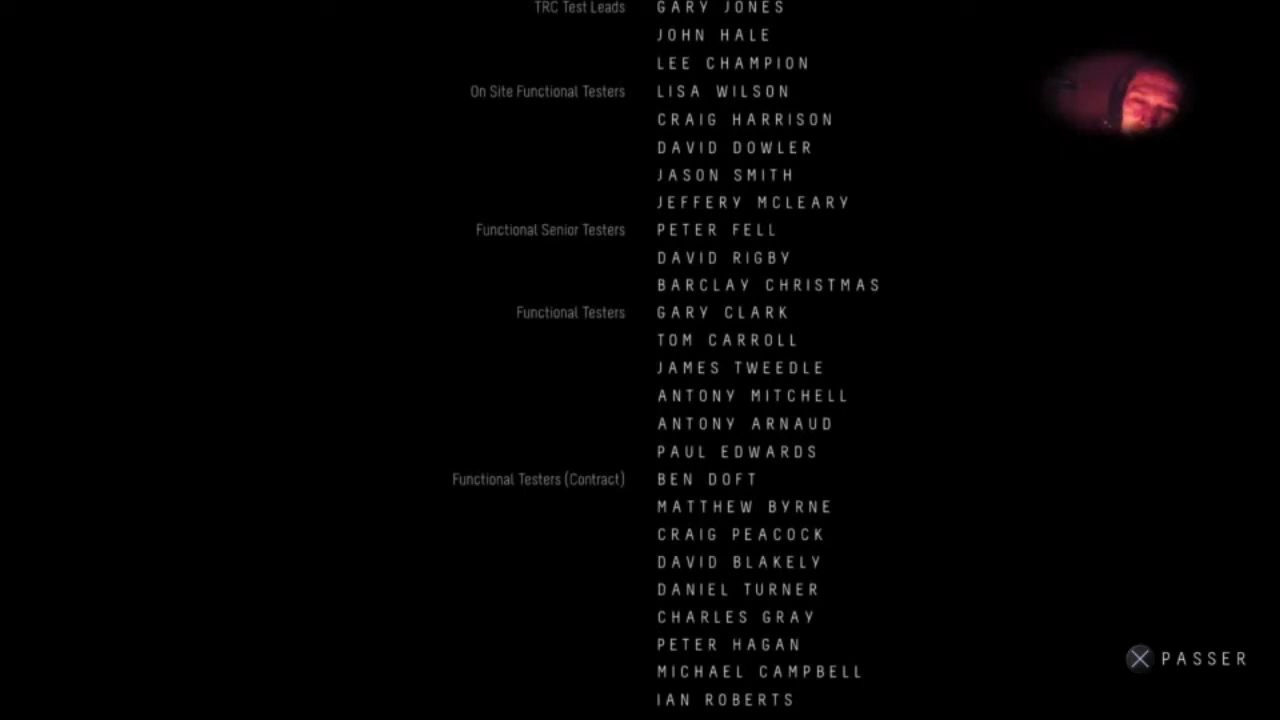 TRC Test Leads GARY JONES
JOHN HALE
LEE CHAMPION
On Site Functional Testers LISA WILSON
CRAIG HARRISON
DAVID DOWLER
JASON SMITH
JEFFERY MCLEARY
Functional Senior Testers PETER FELL
DAVID RIGBY
BARCLAY CHRISTMAS
Functional Testers GARY CLARK
TOM CARROLL
JAMES TWEEDLE
ANTONY MITCHELL
ANTONY ARNAUD
PAUL EDWARDS
Functional Testers (Contract) BEN DOFT
MATTHEW BYRNE
CRAIG PEACOCK
DAVID BLAKELY
DANIEL TURNER
CHARLES GRAY
PETER HAGAN
MICHAEL CAMPBELL
IAN ROBERTS
PASSER